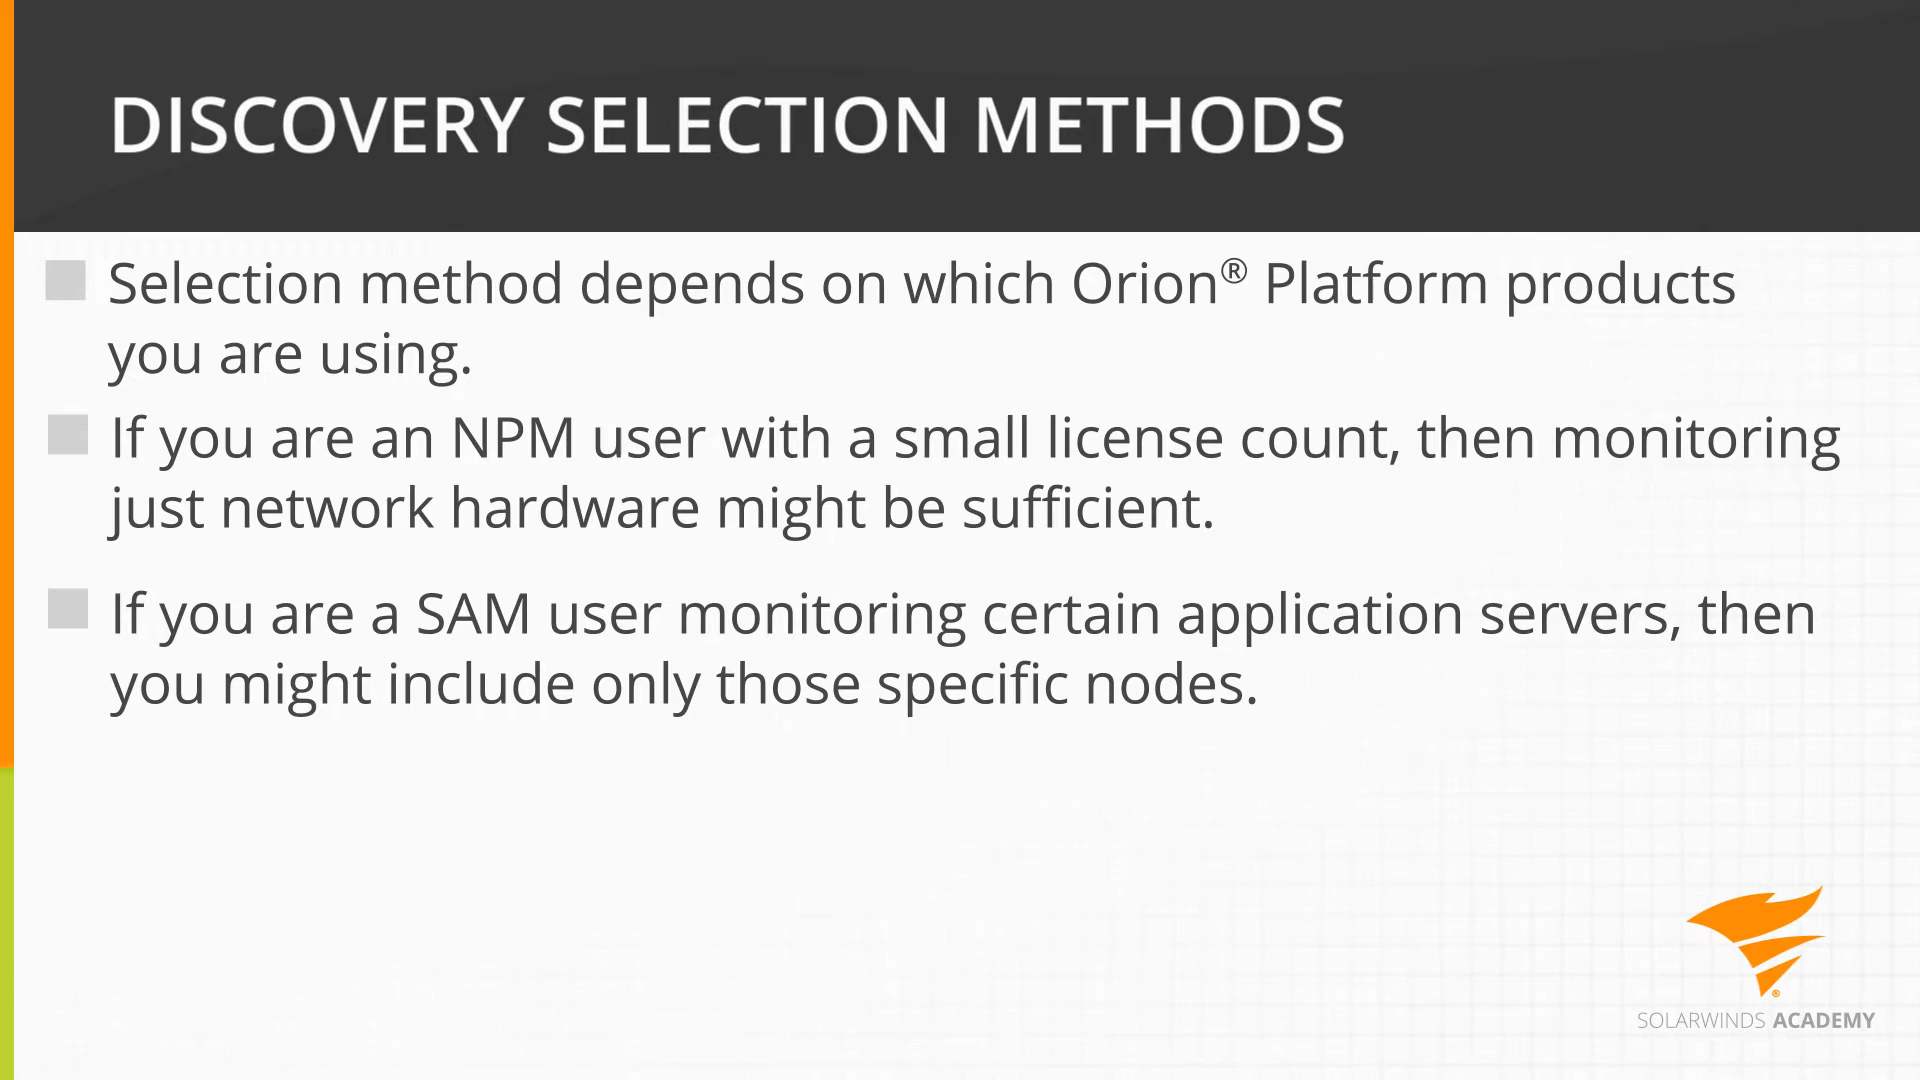 DISCOVERY SELECTION METHODS
Selection method depends on which Orion® Platform products
you are using.
If you are an NPM user with a small license count, then monitoring
just network hardware might be sufficient.
If you are a SAM user monitoring certain application servers, then
you might include only those specific nodes.
®
SOLARWINDS ACADEMY